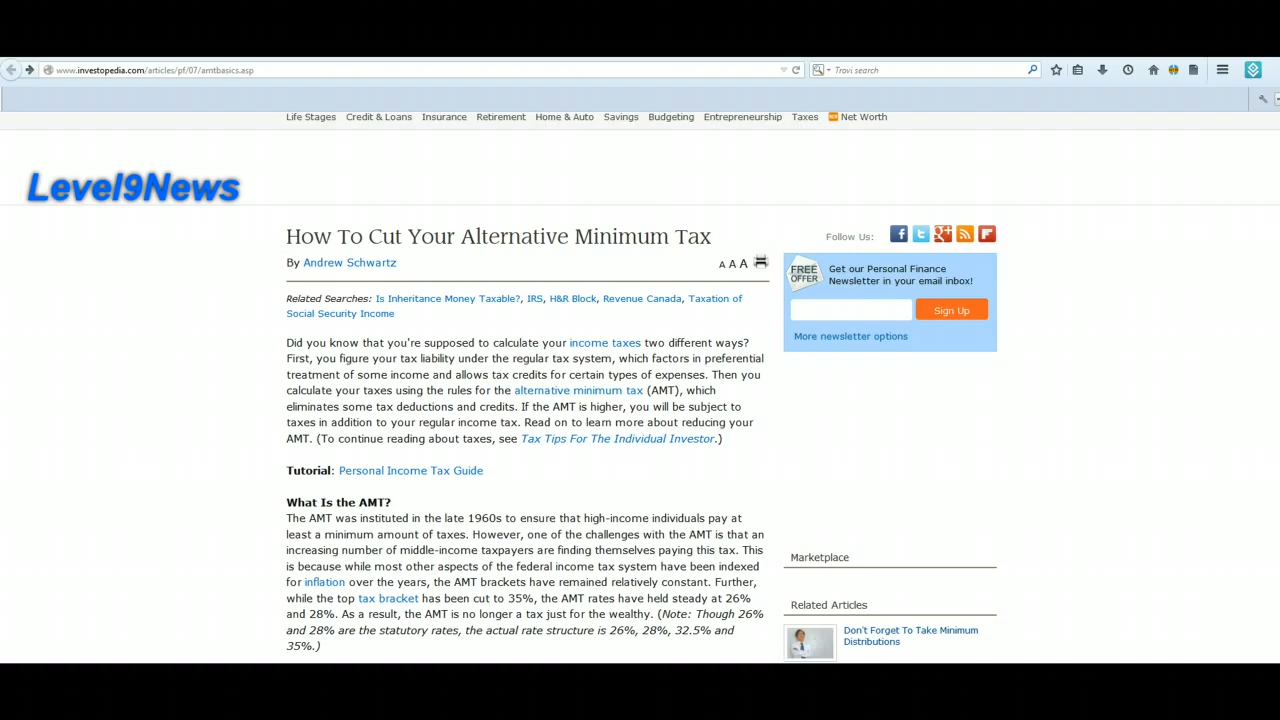 www.investopedia.com/articles/pf/07/amtbasics.asp
Trovi search
Life Stages Credit & Loans Insurance Retirement Home & Auto Savings Budgeting Entrepreneurship Taxes NEW Net Worth
Level9News
How To Cut Your Alternative Minimum Tax
By Andrew Schwartz
A A A
Related Searches: Is Inheritance Money Taxable?, IRS, H&R Block, Revenue Canada, Taxation of
Social Security Income
Did you know that you're supposed to calculate your income taxes two different ways?
First, you figure your tax liability under the regular tax system, which factors in preferential
treatment of some income and allows tax credits for certain types of expenses. Then you
calculate your taxes using the rules for the alternative minimum tax (AMT), which
eliminates some tax deductions and credits. If the AMT is higher, you will be subject to
taxes in addition to your regular income tax. Read on to learn more about reducing your
AMT. (To continue reading about taxes, see Tax Tips For The Individual Investor.)
Tutorial: Personal Income Tax Guide
What Is the AMT?
The AMT was instituted in the late 1960s to ensure that high-income individuals pay at
least a minimum amount of taxes. However, one of the challenges with the AMT is that an
increasing number of middle-income taxpayers are finding themselves paying this tax. This
is because while most other aspects of the federal income tax system have been indexed
for inflation over the years, the AMT brackets have remained relatively constant. Further,
while the top tax bracket has been cut to 35%, the AMT rates have held steady at 26%
and 28%. As a result, the AMT is no longer a tax just for the wealthy. (Note: Though 26%
and 28% are the statutory rates, the actual rate structure is 26%, 28%, 32.5% and
35%.)
Follow Us:
FREE
OFFER
Get our Personal Finance
Newsletter in your email inbox!
Sign Up
More newsletter options
Marketplace
Related Articles
Don't Forget To Take Minimum
Distributions